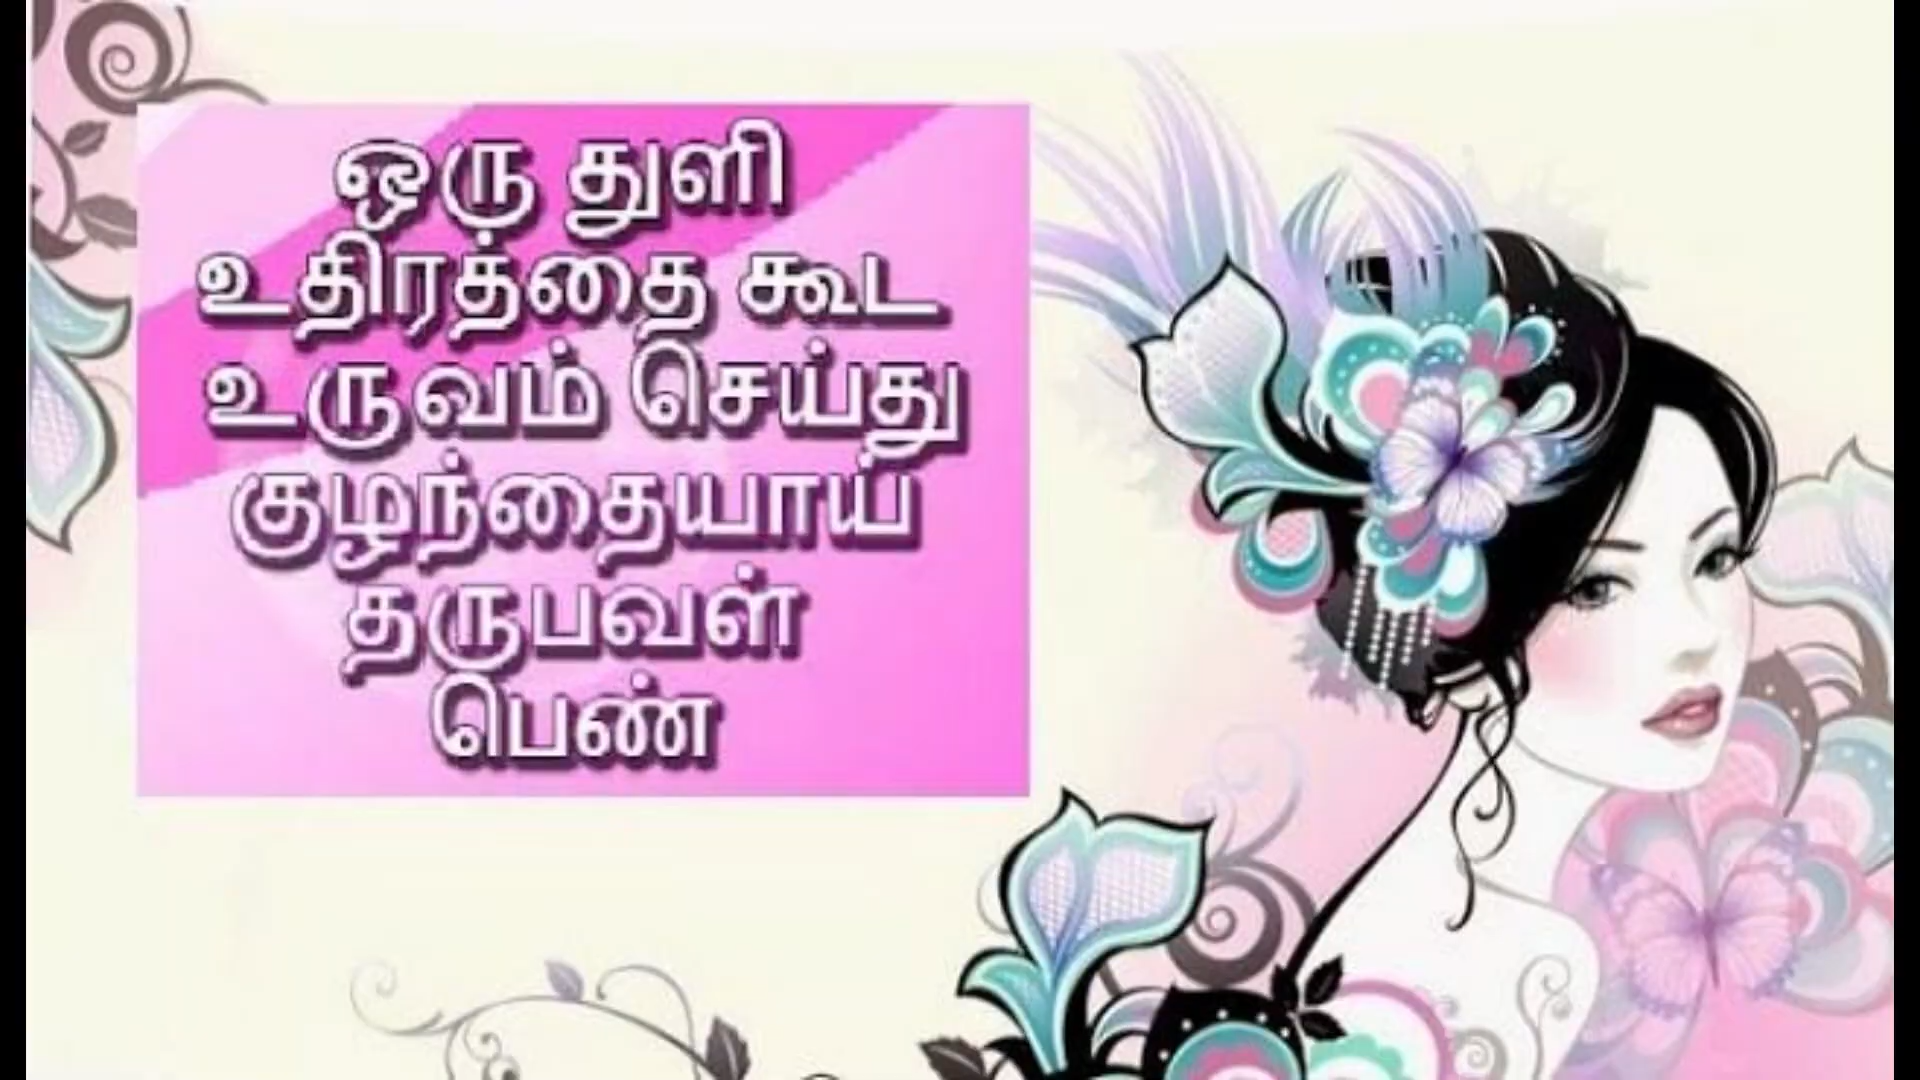 ஒரு துளி
உதிரத்தை கூட
உருவம் செய்து
குழந்தையாய்
தருபவள்
பெண்